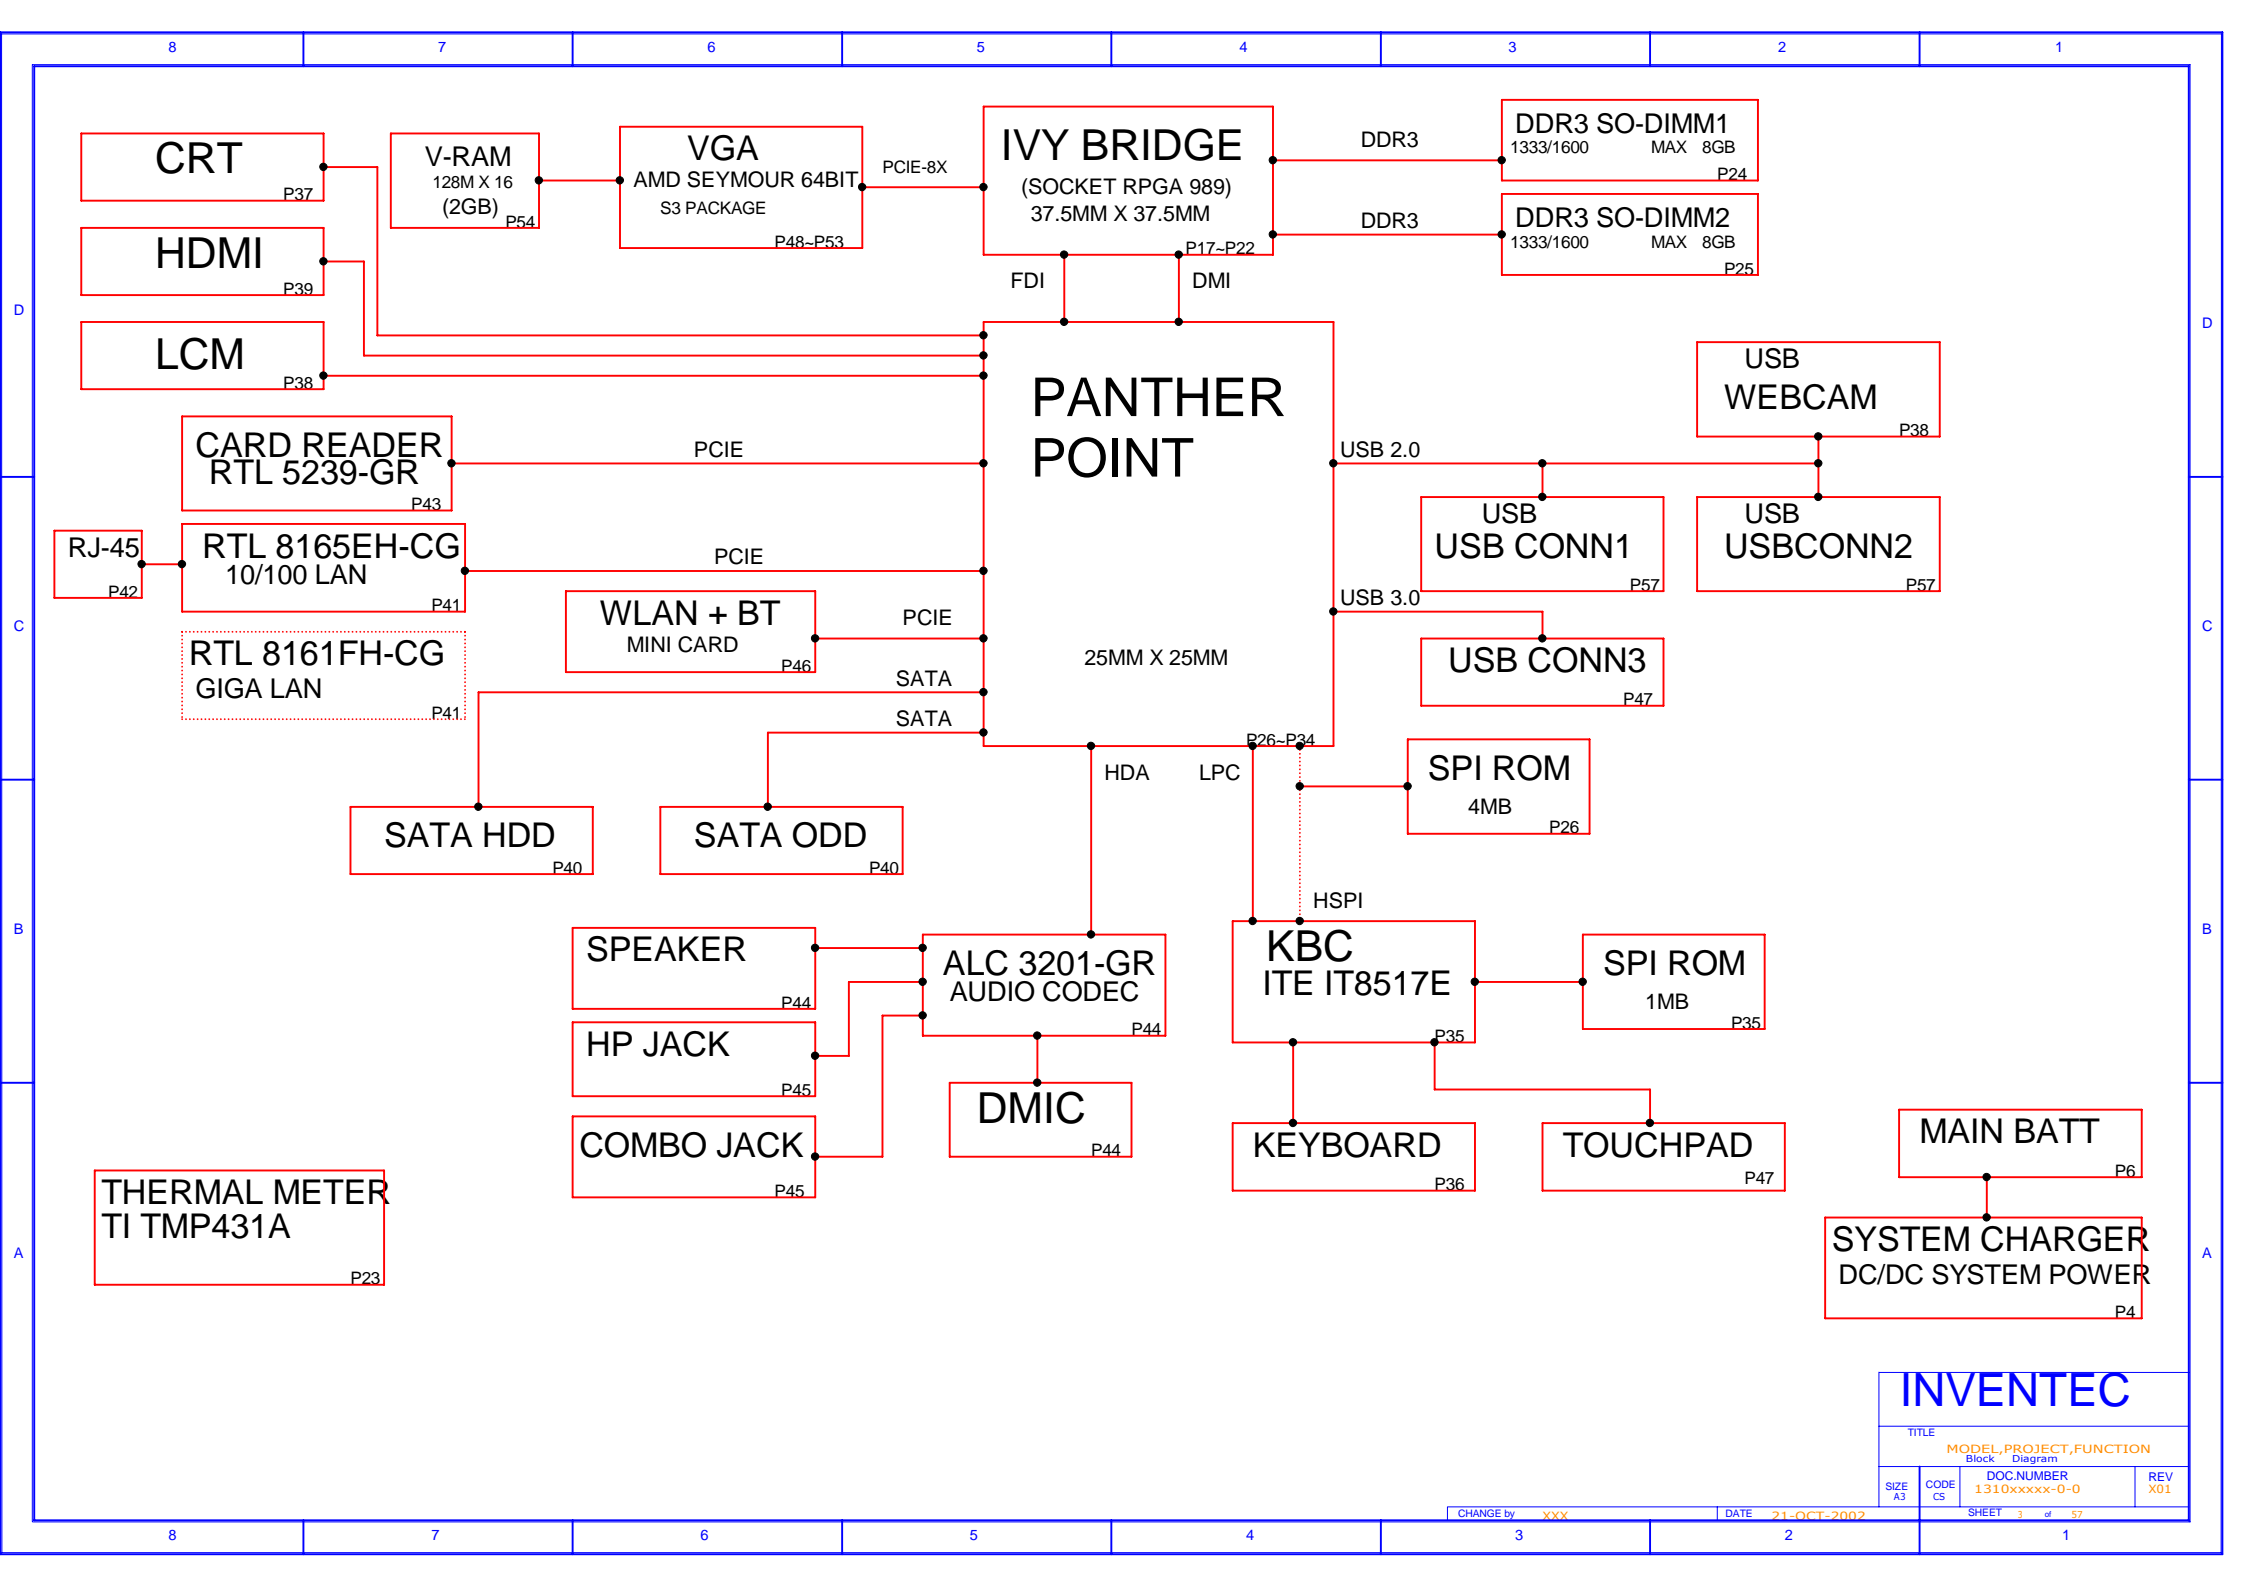 8 7 6 5 4 3 2 1
CRT
P37
V-RAM
128M X 16
(2GB)
P54
VGA
AMD SEYMOUR 64BIT
S3 PACKAGE
P48~P53
PCIE-8X
IVY BRIDGE
(SOCKET RPGA 989)
37.5MM X 37.5MM
P17~P22
DDR3
DDR3 SO-DIMM1
1333/1600 MAX 8GB
P24
DDR3
DDR3 SO-DIMM2
1333/1600 MAX 8GB
P25
HDMI
P39
FDI
DMI
D
D
LCM
P38
PANTHER
POINT
25MM X 25MM
P26~P34
USB
WEBCAM
P38
CARD READER
RTL 5239-GR
P43
PCIE
USB 2.0
USB
USB CONN1
P57
USB
USBCONN2
P57
RJ-45
P42
RTL 8165EH-CG
10/100 LAN
P41
PCIE
WLAN + BT
MINI CARD
P46
PCIE
USB 3.0
USB CONN3
P47
C
C
RTL 8161FH-CG
GIGA LAN
P41
SATA
SATA
HDA
LPC
SPI ROM
4MB
P26
SATA HDD
P40
SATA ODD
P40
HSPI
B
B
SPEAKER
P44
ALC 3201-GR
AUDIO CODEC
P44
KBC
ITE IT8517E
P35
SPI ROM
1MB
P35
HP JACK
P45
DMIC
P44
COMBO JACK
P45
KEYBOARD
P36
TOUCHPAD
P47
MAIN BATT
P6
THERMAL METER
TI TMP431A
P23
SYSTEM CHARGER
DC/DC SYSTEM POWER
P4
A
A
INVENTEC
TITLE
MODEL,PROJECT,FUNCTION
Block Diagram
SIZE
A3
CODE
CS
DOC.NUMBER
1310xxxxx-0-0
REV
X01
CHANGE by XXX
DATE 21-OCT-2002
SHEET 3 of 57
8 7 6 5 4 3 2 1